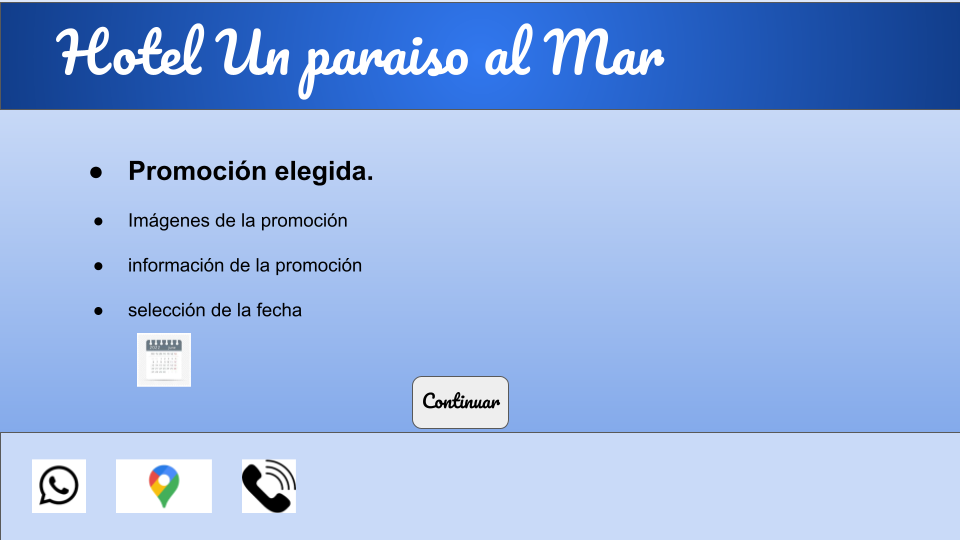 Hotel Un paraiso al Mar
● Promoción elegida.
● Imágenes de la promoción
● información de la promoción
● selección de la fecha
Continuar